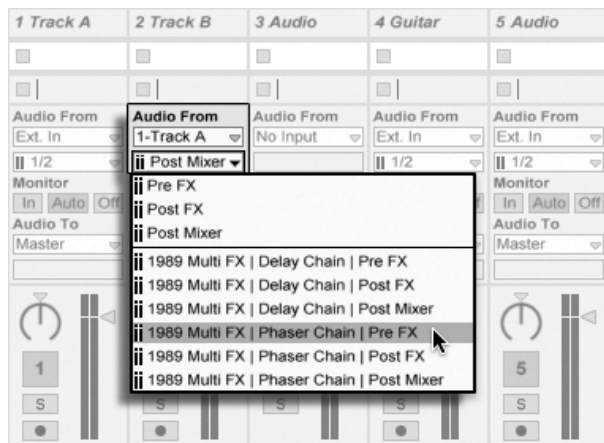 1 Track A
2 Track B
3 Audio
4 Guitar
5 Audio
Audio From
Audio From
Audio From
Audio From
Audio From
Ext. In
1-Track A
No Input
Ext. In
Ext. In
1/2
Post Mixer
1/2
1/2
Monitor
Monitor
In
Auto
Off
In
Auto
Off
Audio To
Audio To
Master
Master
Pre FX
Post FX
Post Mixer
1989 Multi FX | Delay Chain | Pre FX
1989 Multi FX | Delay Chain | Post FX
1989 Multi FX | Delay Chain | Post Mixer
1989 Multi FX | Phaser Chain | Pre FX
1989 Multi FX | Phaser Chain | Post FX
1989 Multi FX | Phaser Chain | Post Mixer
1
5
S
S
S
S
S